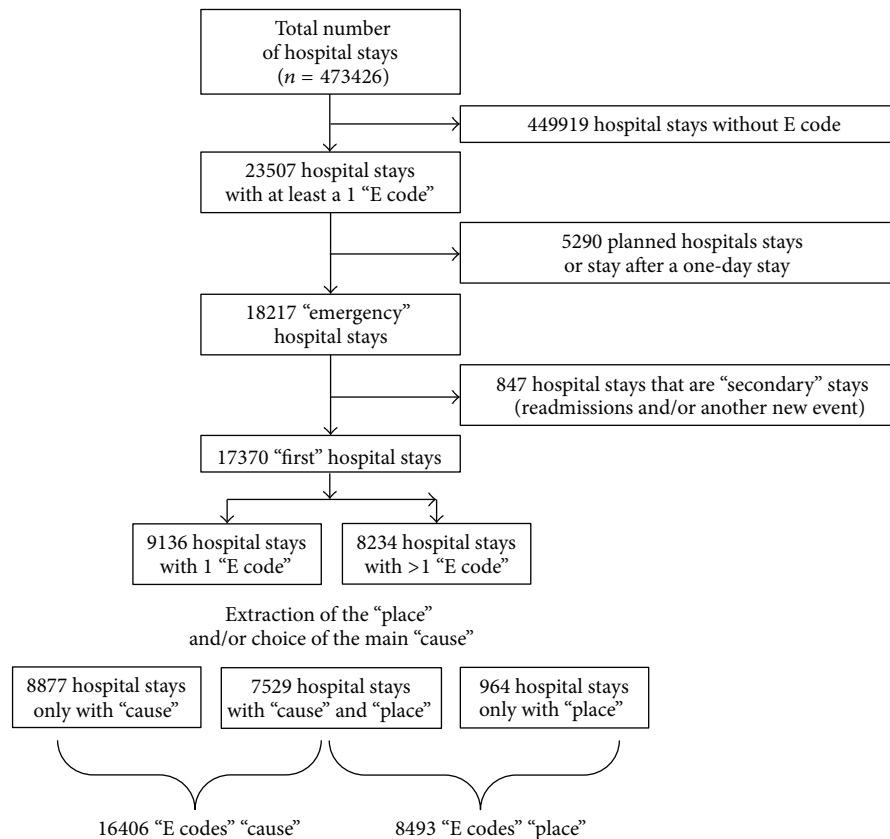 Total number
of hospital stays
(n = 473426)
449919 hospital stays without E code
23507 hospital stays
with at least a 1 “E code”
5290 planned hospitals stays
or stay after a one-day stay
18217 “emergency”
hospital stays
847 hospital stays that are “secondary” stays
(readmissions and/or another new event)
17370 “first” hospital stays
9136 hospital stays
with 1 “E code”
8234 hospital stays
with >1 “E code”
Extraction of the “place”
and/or choice of the main “cause”
8877 hospital stays
only with “cause”
7529 hospital stays
with “cause” and “place”
964 hospital stays
only with “place”
16406 “E codes” “cause”
8493 “E codes” “place”